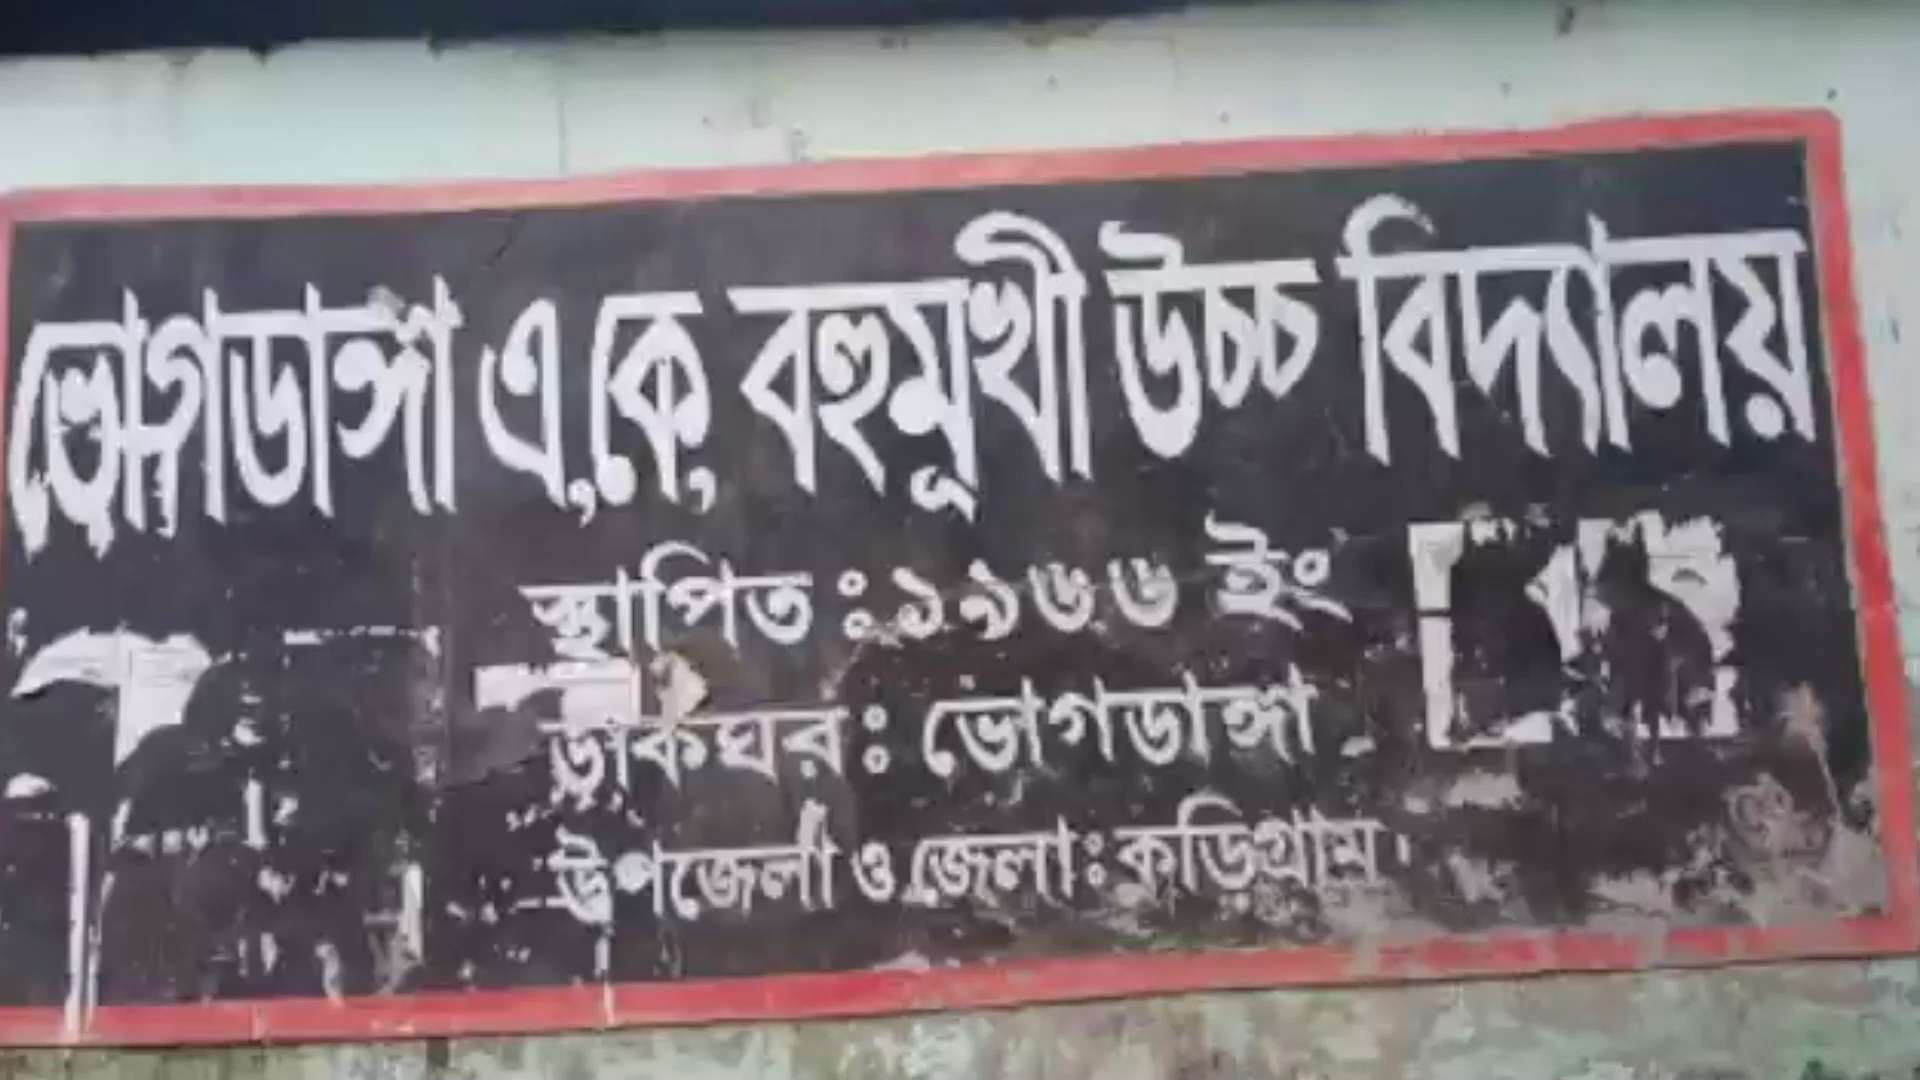 ভোগডাঙ্গা এ,কে, বহুমূখী উচ্চ বিদ্যালয়
স্থাপিত : ১৯৬৬ ইং
ডাকঘর : ভোগডাঙ্গা
উপজেলা ও জেলা : কুড়িগ্রাম।